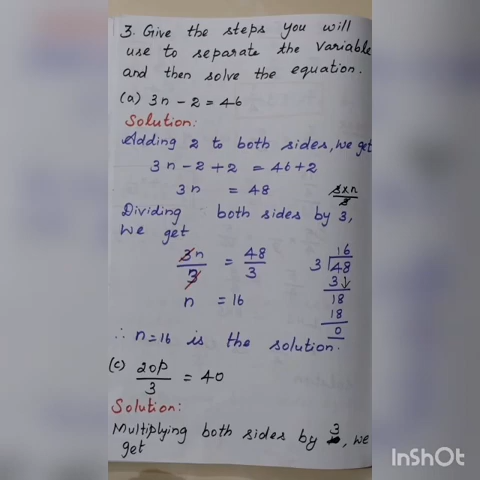 3. Give the steps you will
use to separate the variable
and then solve the equation.
(a) 3n - 2 = 46
Solution:
Adding 2 to both sides, we get
3n - 2 + 2 = 46 + 2
3n = 48
3 x n / 3
Dividing both sides by 3,
we get
3n / 3 = 48 / 3
n = 16
16
3 48
3 ↓
18
18
0
∴ n = 16 is the solution.
(c) 20p / 3 = 40
Solution:
Multiplying both sides by 3, we
get
InShOt